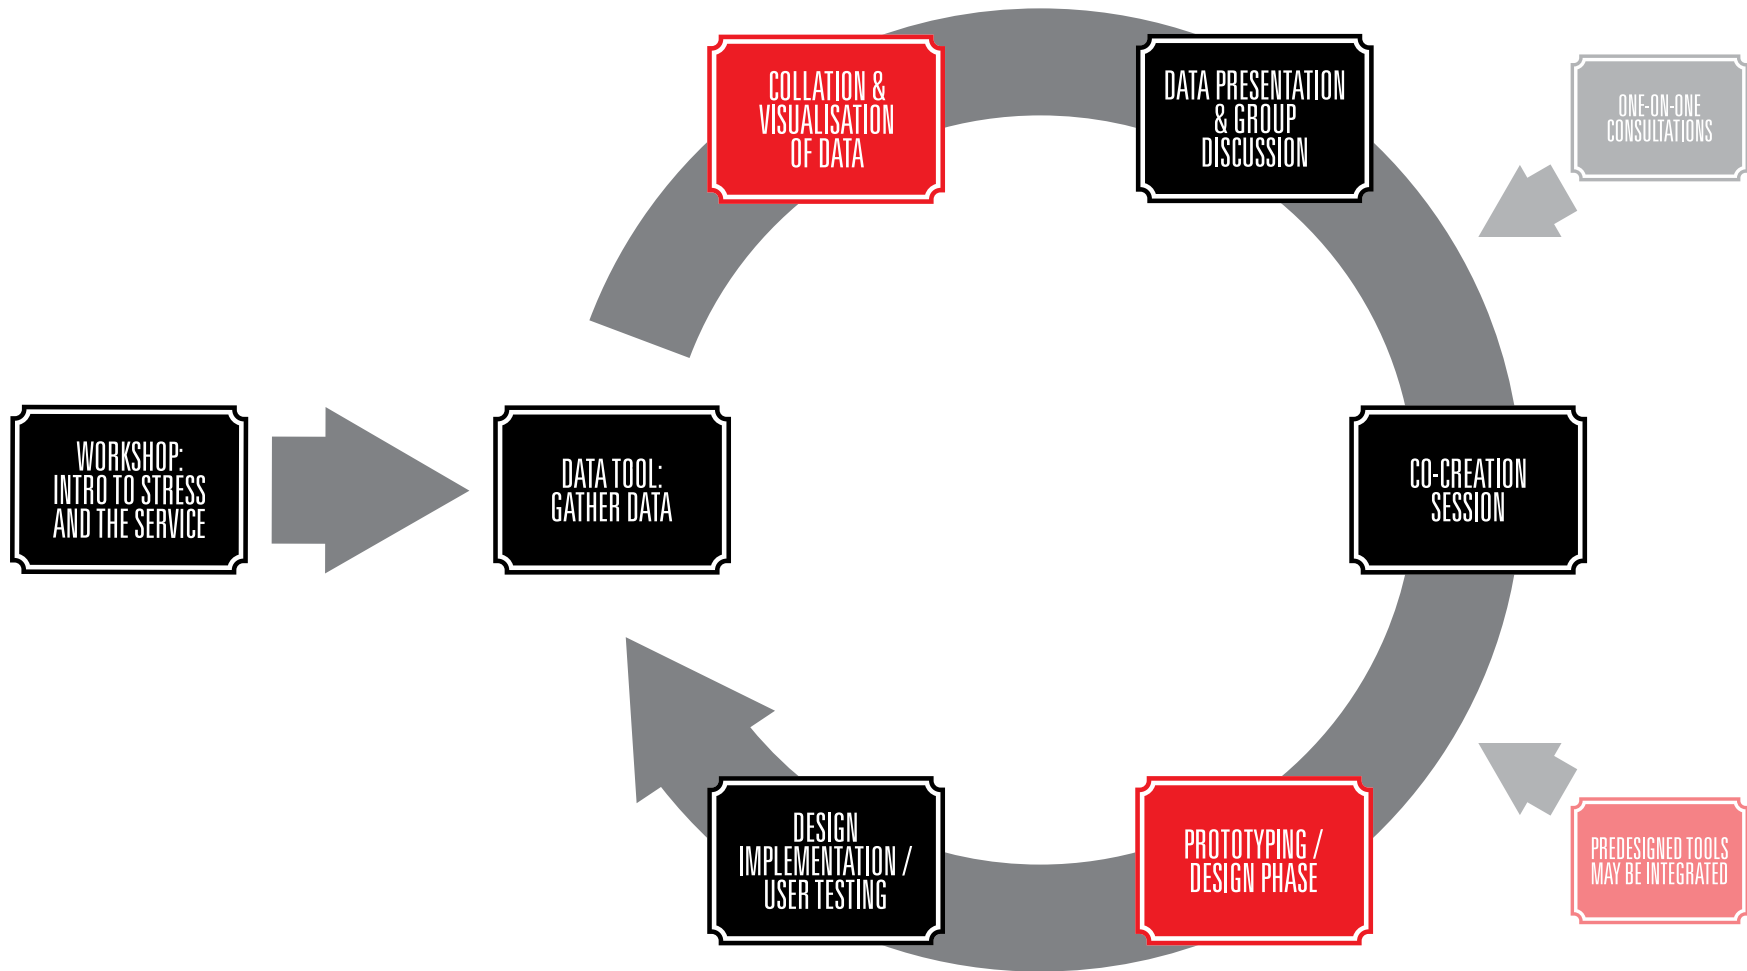 WORKSHOP:
INTRO TO STRESS
AND THE SERVICE
DATA TOOL:
GATHER DATA
COLLATION &
VISUALISATION
OF DATA
DATA PRESENTATION
& GROUP
DISCUSSION
ONE-ON-ONE
CONSULTATIONS
CO-CREATION
SESSION
PREDESIGNED TOOLS
MAY BE INTEGRATED
PROTOTYPING /
DESIGN PHASE
DESIGN
IMPLEMENTATION /
USER TESTING